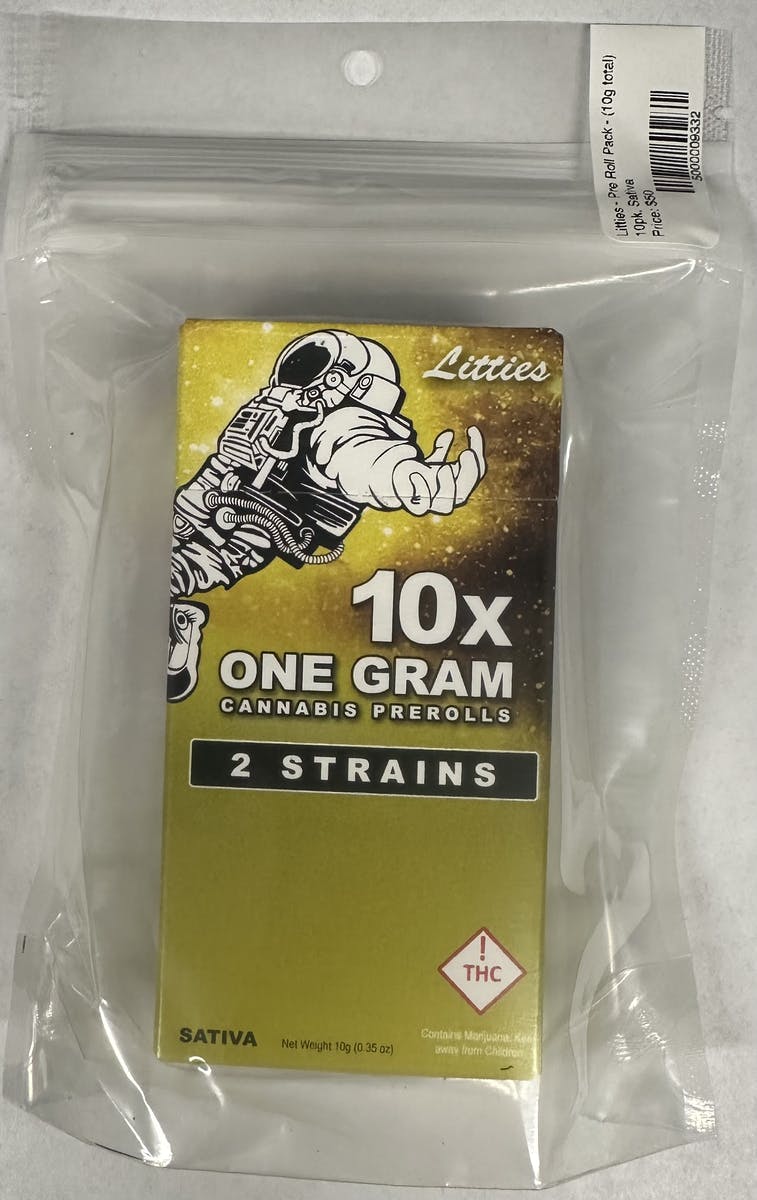 Litties - Pre Roll Pack - (10g total)
10pk, Sativa
Price: $50
5000009332
Litties
10x
ONE GRAM
CANNABIS PREROLLS
2 STRAINS
!
THC
SATIVA
Net Weight 10g (0.35 oz)
Contains Marijuana. Kee
away from Children